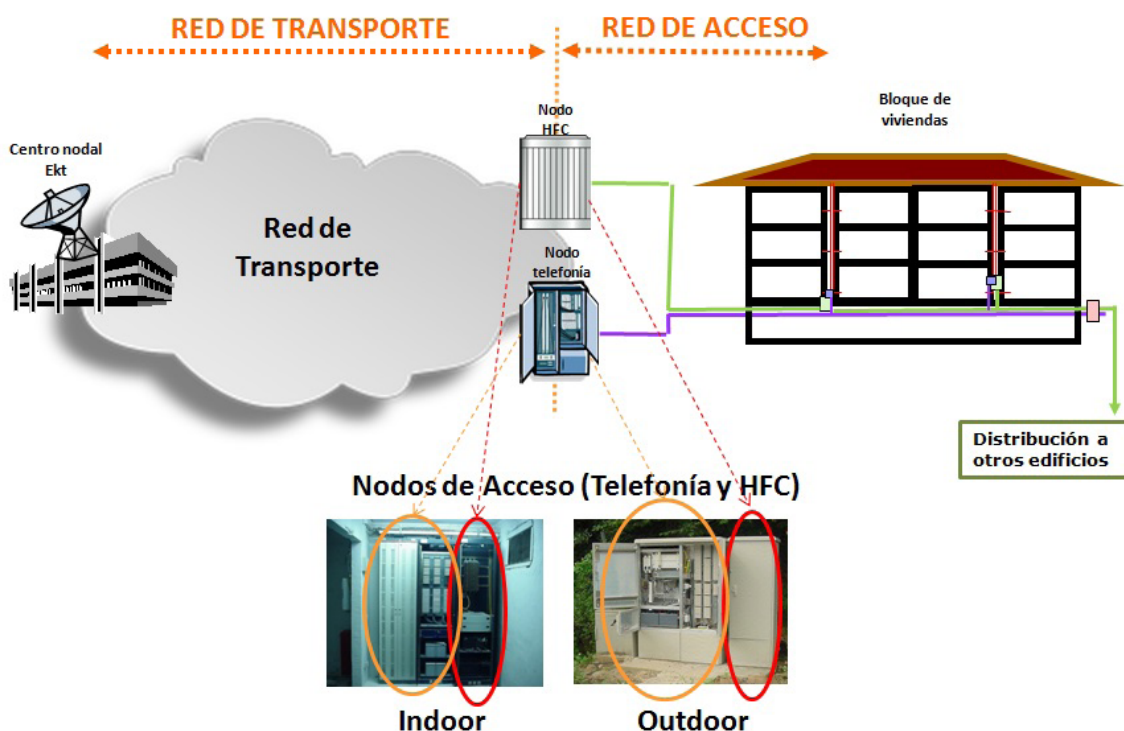 RED DE TRANSPORTE
RED DE ACCESO
Nodo
HFC
Bloque de
viviendas
Centro nodal
Ekt
Red de
Transporte
Nodo
telefonía
Distribución a
otros edificios
Nodos de Acceso (Telefonía y HFC)
Indoor
Outdoor